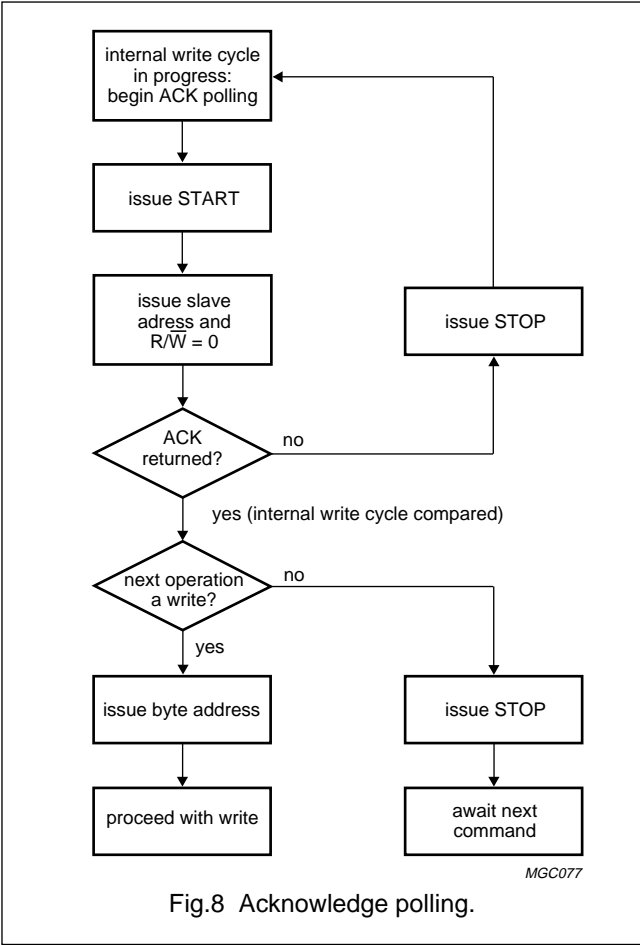 internal write cycle
in progress:
begin ACK polling
issue START
issue slave
adress and
R/W̅ = 0
issue STOP
ACK
returned?
no
yes (internal write cycle compared)
next operation
a write?
no
yes
issue byte address
issue STOP
proceed with write
await next
command
MGC077
Fig.8 Acknowledge polling.